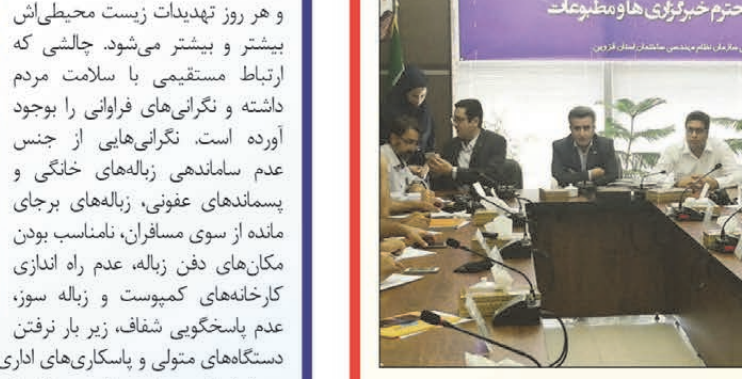 حترم خبرگزاری ها و مطبوعات
سازمان نظام مهندسی ساختمان استان قزوین
و هر روز تهدیدات زیست محیطی‌اش
بیشتر و بیشتر می‌شود. چالشی که
ارتباط مستقیمی با سلامت مردم
داشته و نگرانی‌های فراوانی را بوجود
آورده است. نگرانی‌هایی از جنس
عدم ساماندهی زباله‌های خانگی و
پسماندهای عفونی، زباله‌های برجای
مانده از سوی مسافران، نامناسب بودن
مکان‌های دفن زباله، عدم راه اندازی
کارخانه‌های کمپوست و زباله سوز،
عدم پاسخگویی شفاف، زیر بار نرفتن
دستگاه‌های متولی و پاسکاری‌های اداری